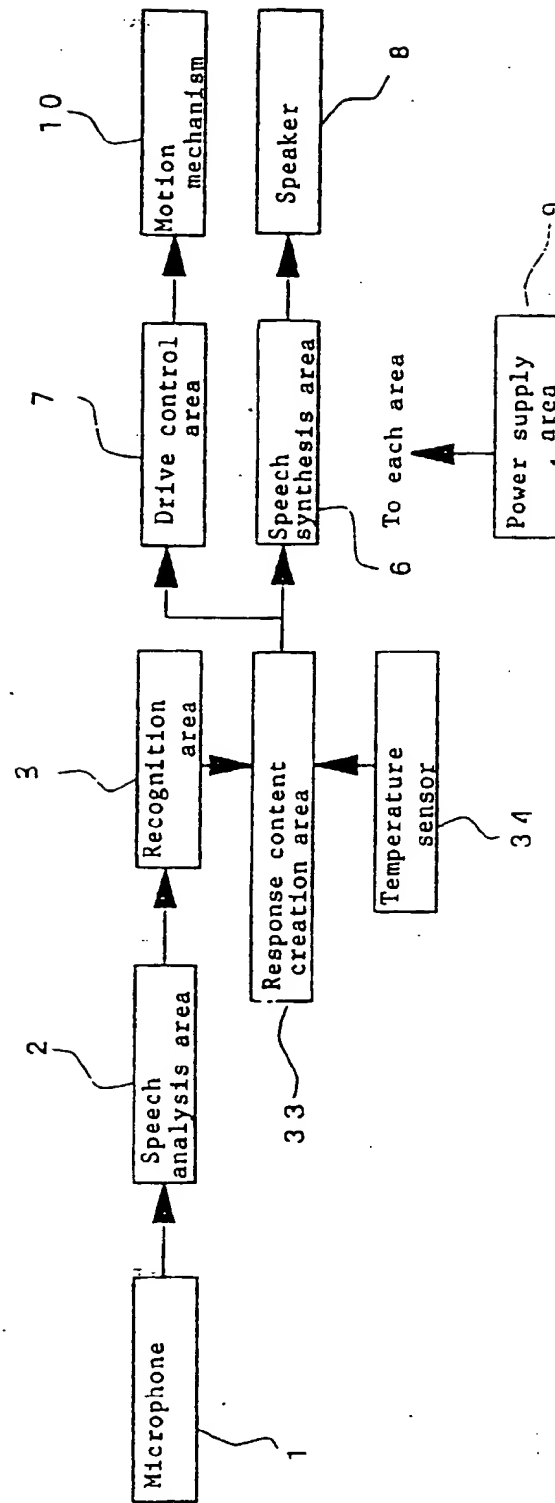 Microphone
1
Speech
analysis area
2
Recognition
area
3
Response content
creation area
33
Temperature
sensor
34
Drive control
area
7
Motion
mechanism
10
Speech
synthesis area
6
Speaker
8
To each area
Power supply
area
9